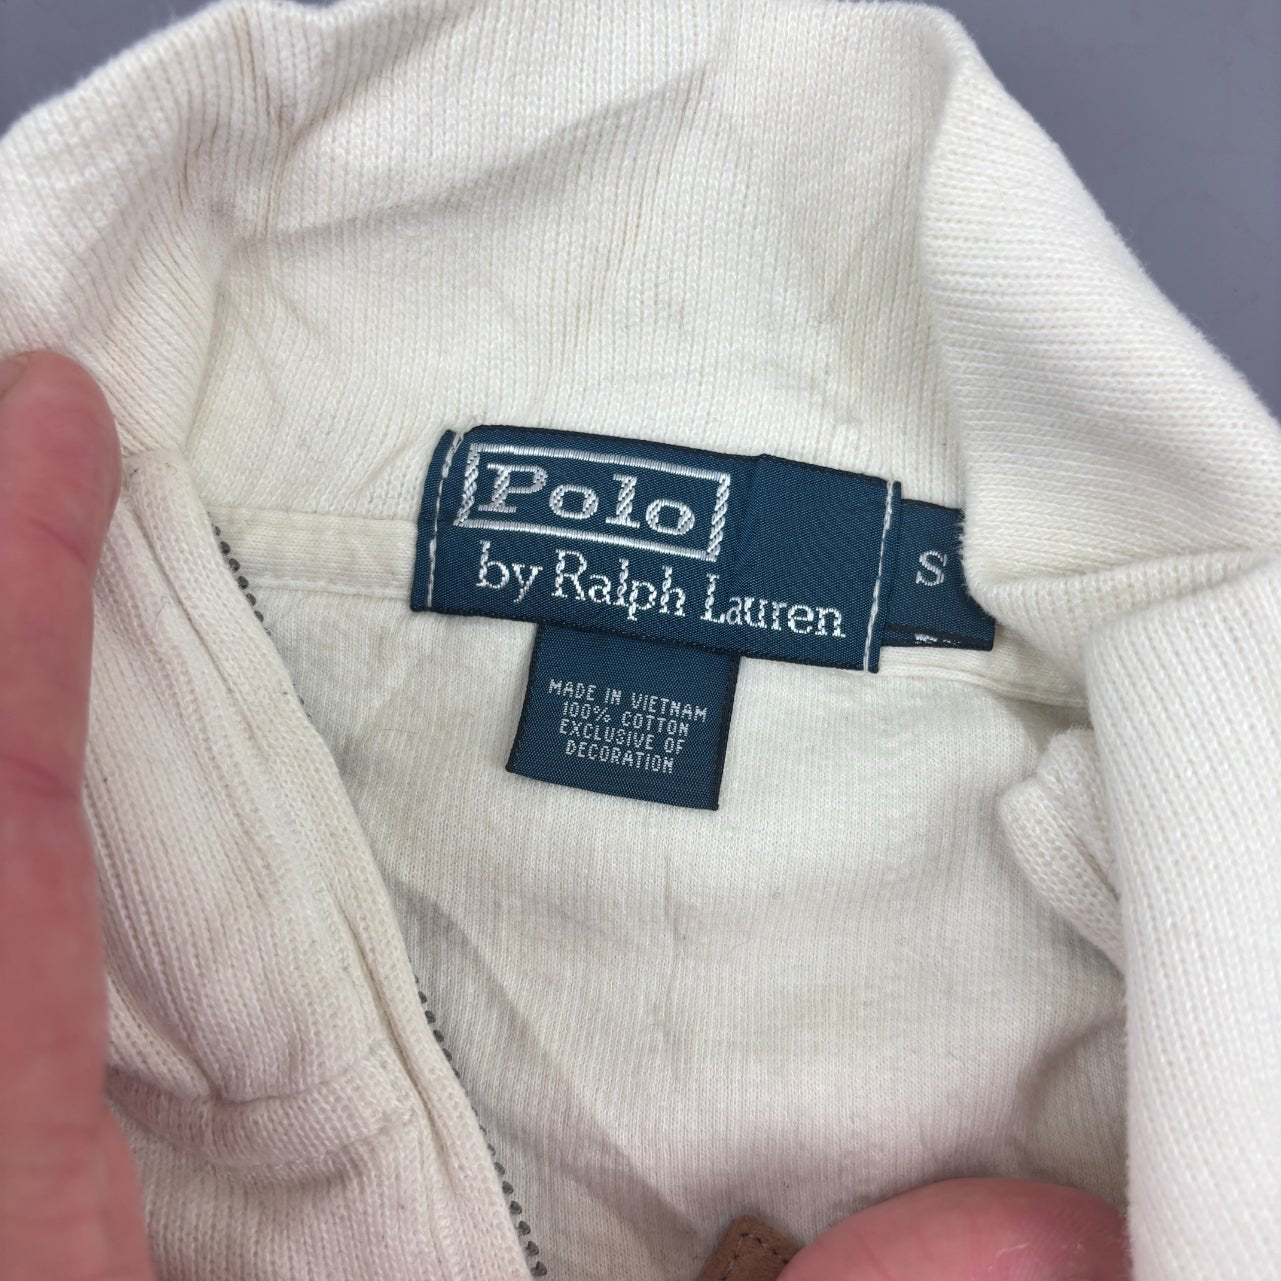 Polo
by Ralph Lauren
S
MADE IN VIETNAM
100% COTTON
EXCLUSIVE OF
DECORATION